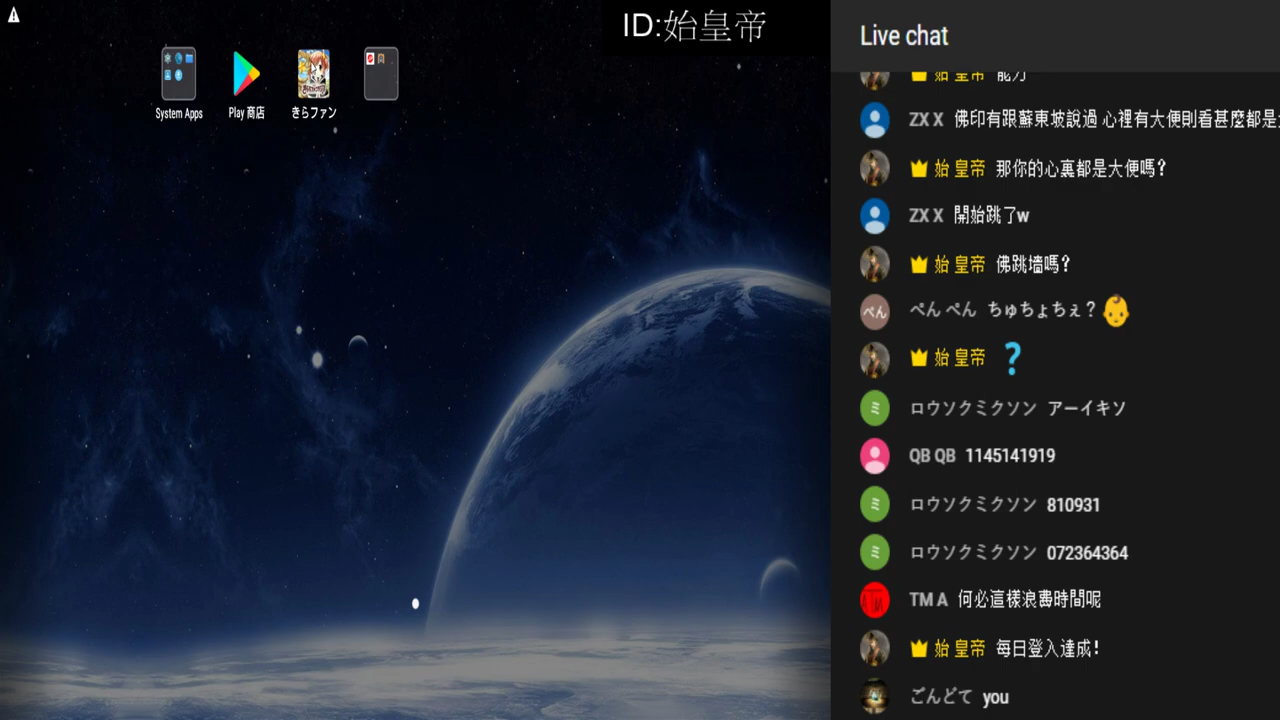 ID:始皇帝
System Apps
Play 商店
きらファン
Live chat
始 皇帝 能力
ZX X 佛印有跟蘇東坡說過 心裡有大便則看甚麼都是
始 皇帝 那你的心裏都是大便嗎?
ZX X 開始跳了w
始 皇帝 佛跳墻嗎?
ぺん ぺん ちゅちょちぇ?👶
始 皇帝 ❓
ロウソクミクソン アーイキソ
QB QB 1145141919
ロウソクミクソン 810931
ロウソクミクソン 072364364
TM A 何必這樣浪費時間呢
始 皇帝 每日登入達成!
ごんどて you